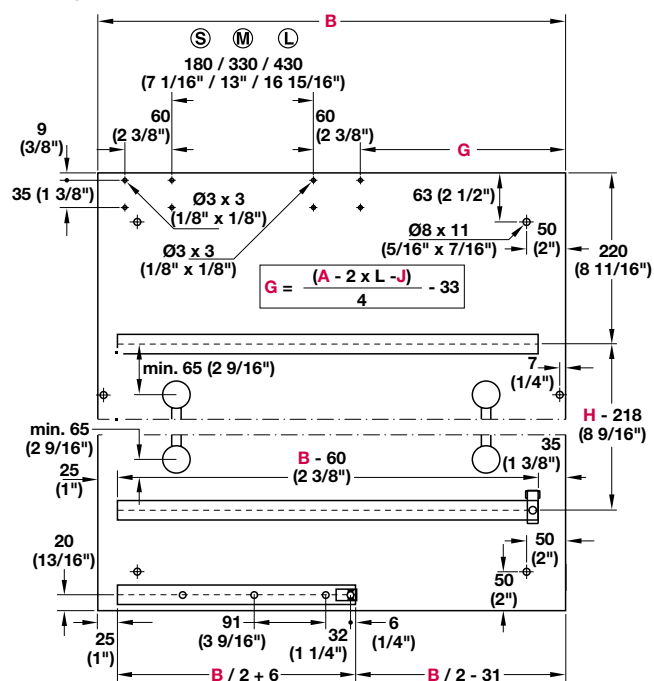 B
S M L
180 / 330 / 430
(7 1/16" / 13" / 16 15/16")
60
(2 3/8")
60
(2 3/8")
9
(3/8")
G
35 (1 3/8")
Ø3 x 3
(1/8" x 1/8")
63 (2 1/2")
Ø8 x 11
(5/16" x 7/16")
50
(2")
220
(8 11/16")
Ø3 x 3
(1/8" x 1/8")
G = (A - 2 x L -J) - 33
4
min. 65 (2 9/16")
7
(1/4")
min. 65
(2 9/16")
H - 218
(8 9/16")
B - 60
(2 3/8")
35
(1 3/8")
25
(1")
20
(13/16")
50
(2")
50
(2")
91
(3 9/16")
32
(1 1/4")
6
(1/4")
25
(1")
B / 2 + 6
B / 2 - 31